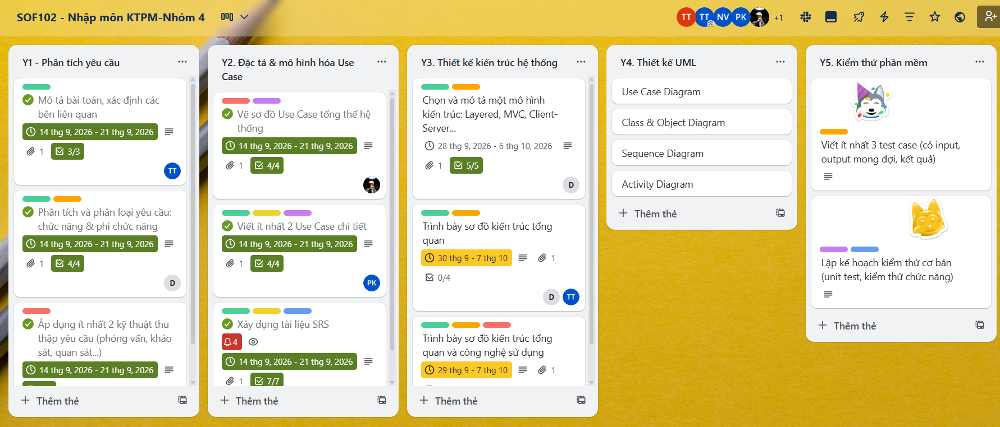 SOF102 - Nhập môn KTPM-Nhóm 4
TT
TT
NV
PK
+1
Y1 - Phân tích yêu cầu
Mô tả bài toán, xác định các
bên liên quan
14 thg 9, 2026 - 21 thg 9, 2026
1
3/3
TT
Phân tích và phân loại yêu cầu:
chức năng & phi chức năng
14 thg 9, 2026 - 21 thg 9, 2026
1
4/4
D
Áp dụng ít nhất 2 kỹ thuật thu
thập yêu cầu (phỏng vấn, khảo
sát, quan sát...)
14 thg 9, 2026 - 21 thg 9, 2026
Thêm thẻ
Y2. Đặc tả & mô hình hóa Use
Case
Vẽ sơ đồ Use Case tổng thể hệ
thống
14 thg 9, 2026 - 21 thg 9, 2026
1
4/4
Viết ít nhất 2 Use Case chi tiết
14 thg 9, 2026 - 21 thg 9, 2026
1
4/4
PK
Xây dựng tài liệu SRS
4
14 thg 9, 2026 - 21 thg 9, 2026
1
7/7
Thêm thẻ
Y3. Thiết kế kiến trúc hệ thống
Chọn và mô tả một mô hình
kiến trúc: Layered, MVC, Client-
Server...
28 thg 9, 2026 - 6 thg 10, 2026
1
5/5
D
Trình bày sơ đồ kiến trúc tổng
quan
30 thg 9 - 7 thg 10
1
0/4
D
TT
Trình bày sơ đồ kiến trúc tổng
quan và công nghệ sử dụng
29 thg 9 - 7 thg 10
1
Thêm thẻ
Y4. Thiết kế UML
Use Case Diagram
Class & Object Diagram
Sequence Diagram
Activity Diagram
Thêm thẻ
Y5. Kiểm thử phần mềm
Viết ít nhất 3 test case (có input,
output mong đợi, kết quả)
Lập kế hoạch kiểm thử cơ bản
(unit test, kiểm thử chức năng)
Thêm thẻ